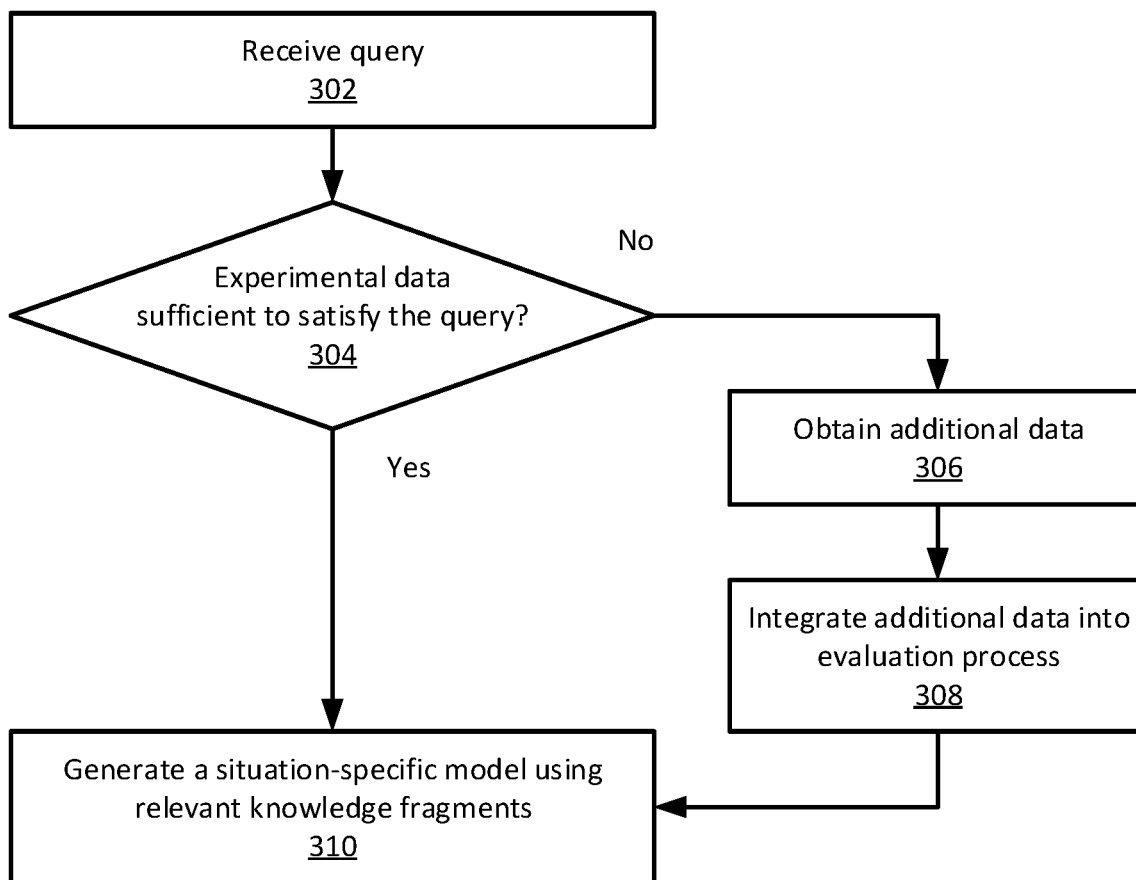 Receive query
302
Experimental data
sufficient to satisfy the query?
304
No
Yes
Obtain additional data
306
Integrate additional data into
evaluation process
308
Generate a situation-specific model using
relevant knowledge fragments
310